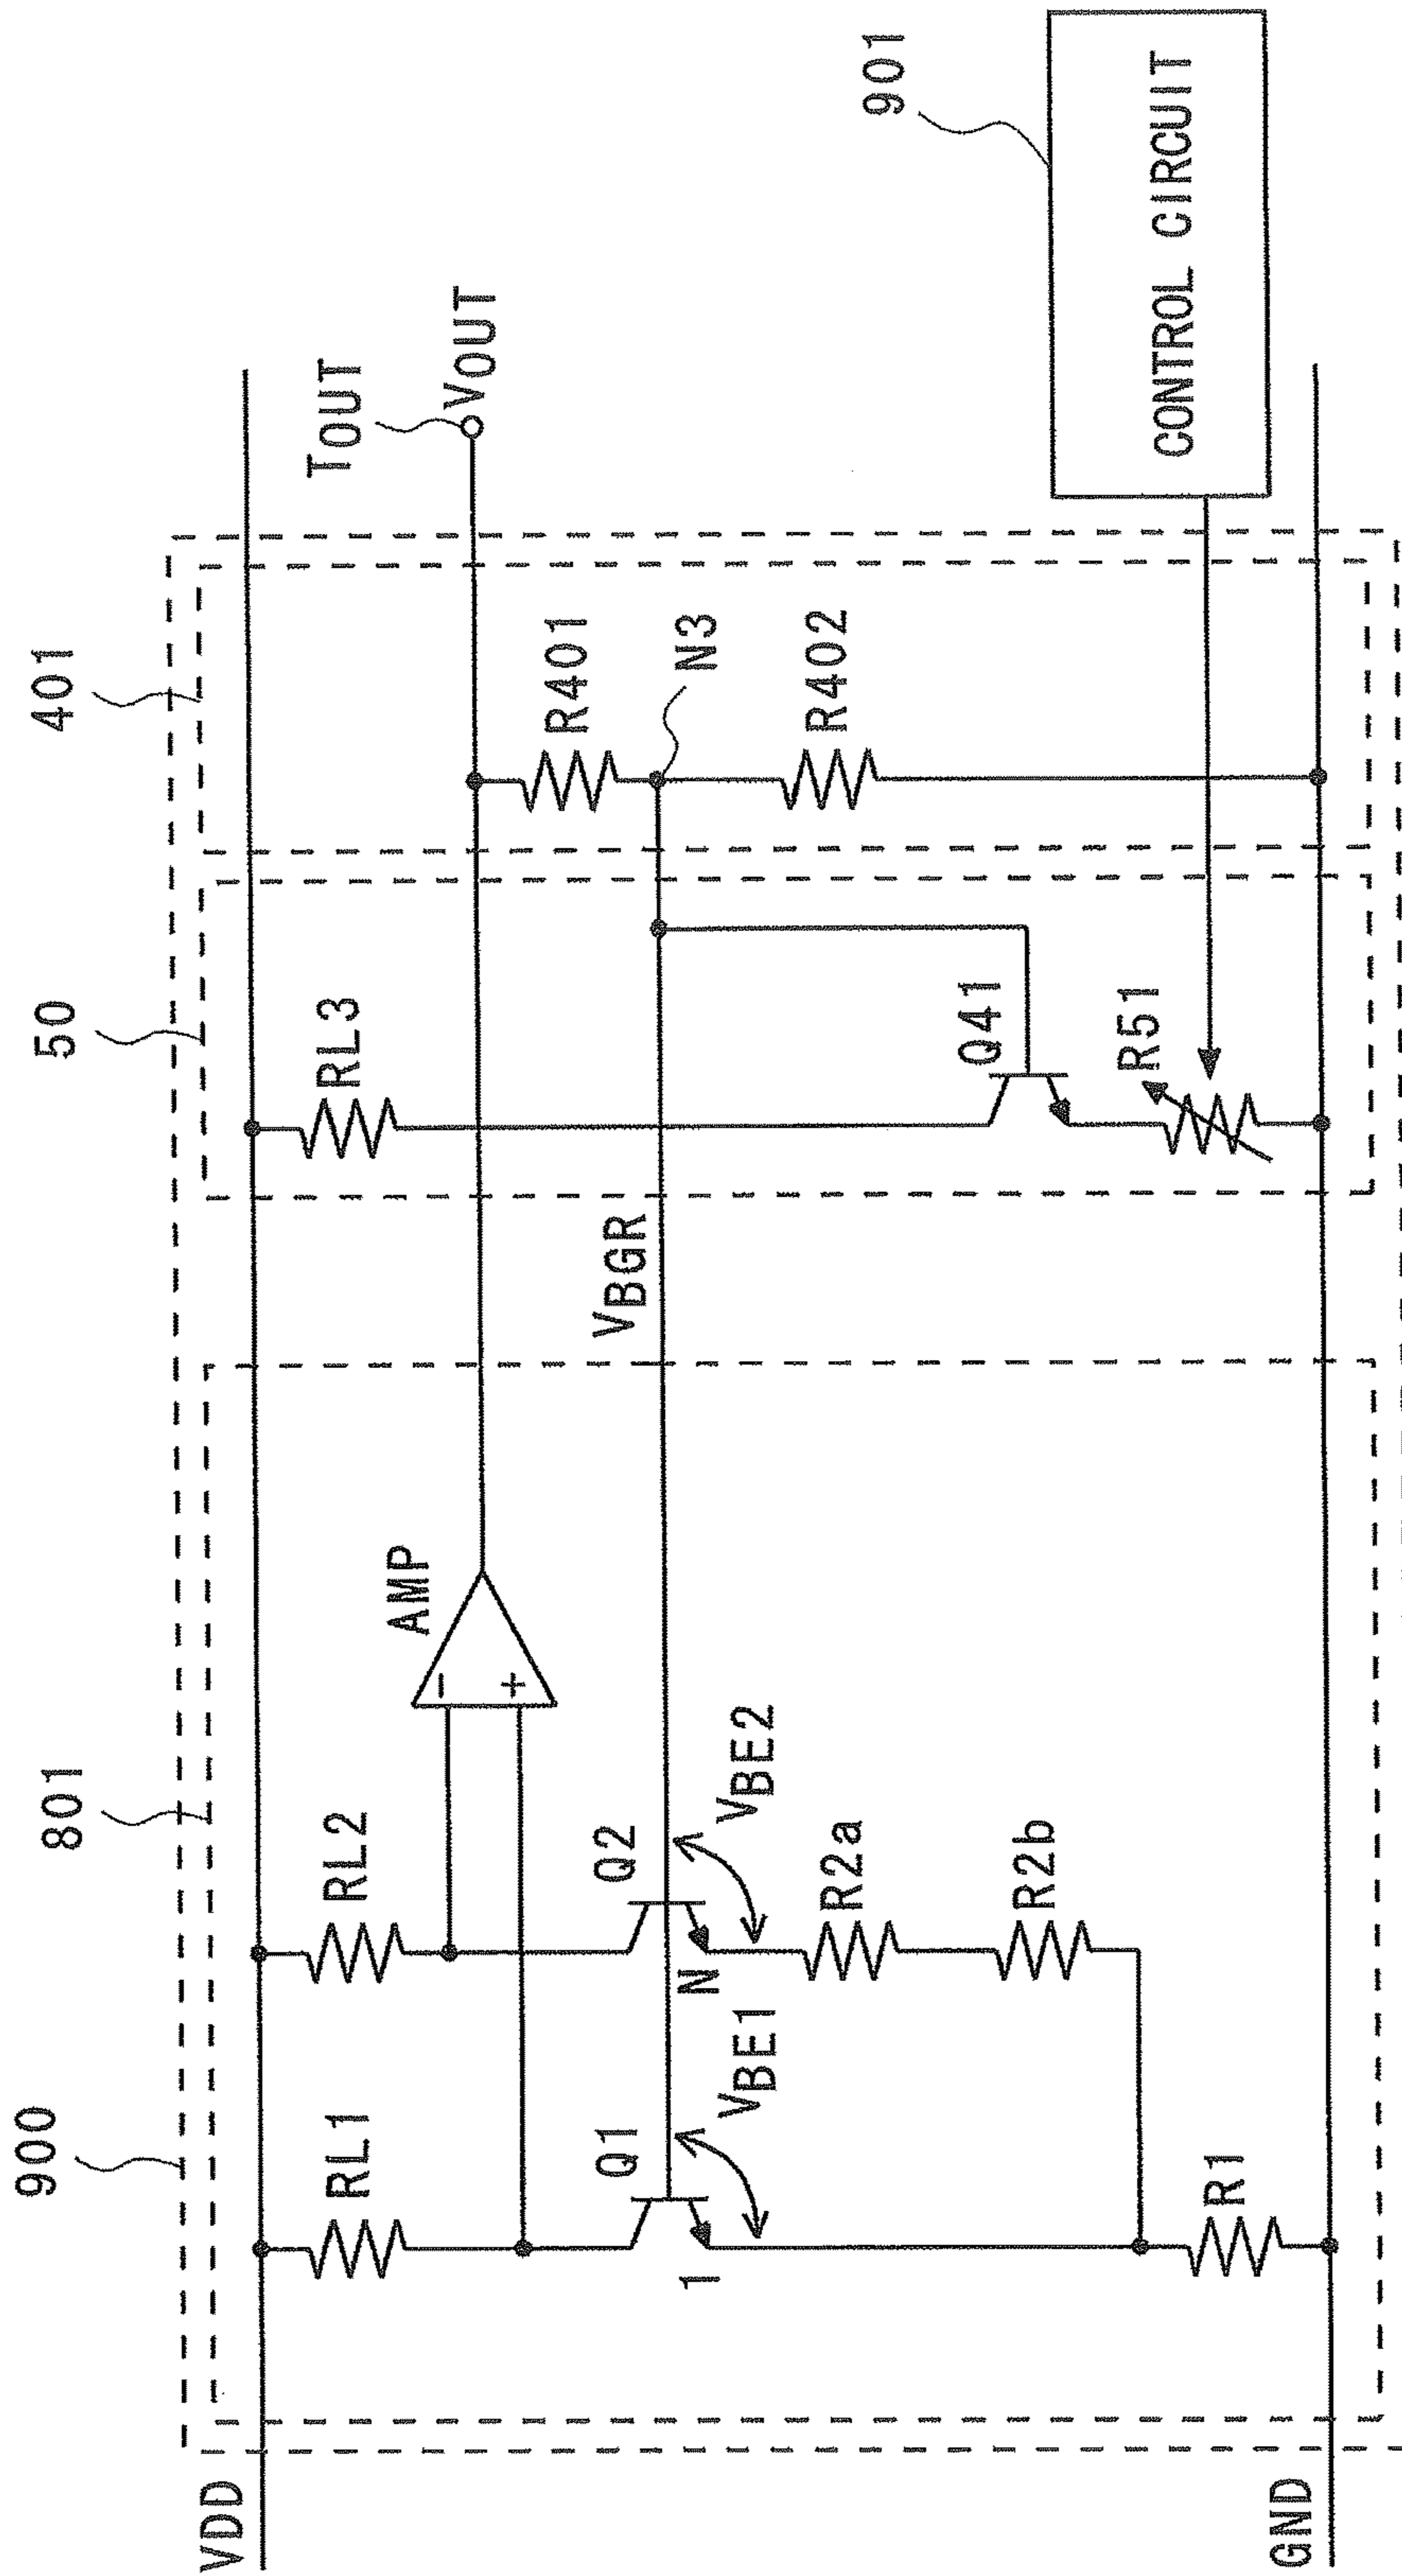 900
801
50
401
901
VDD
RL1
RL2
AMP
−
+
RL3
TOUT
VOUT
CONTROL CIRCUIT
Q1
Q2
VBGR
R401
N3
1
N
VBE1
VBE2
R2a
R2b
Q41
R402
R51
R1
GND